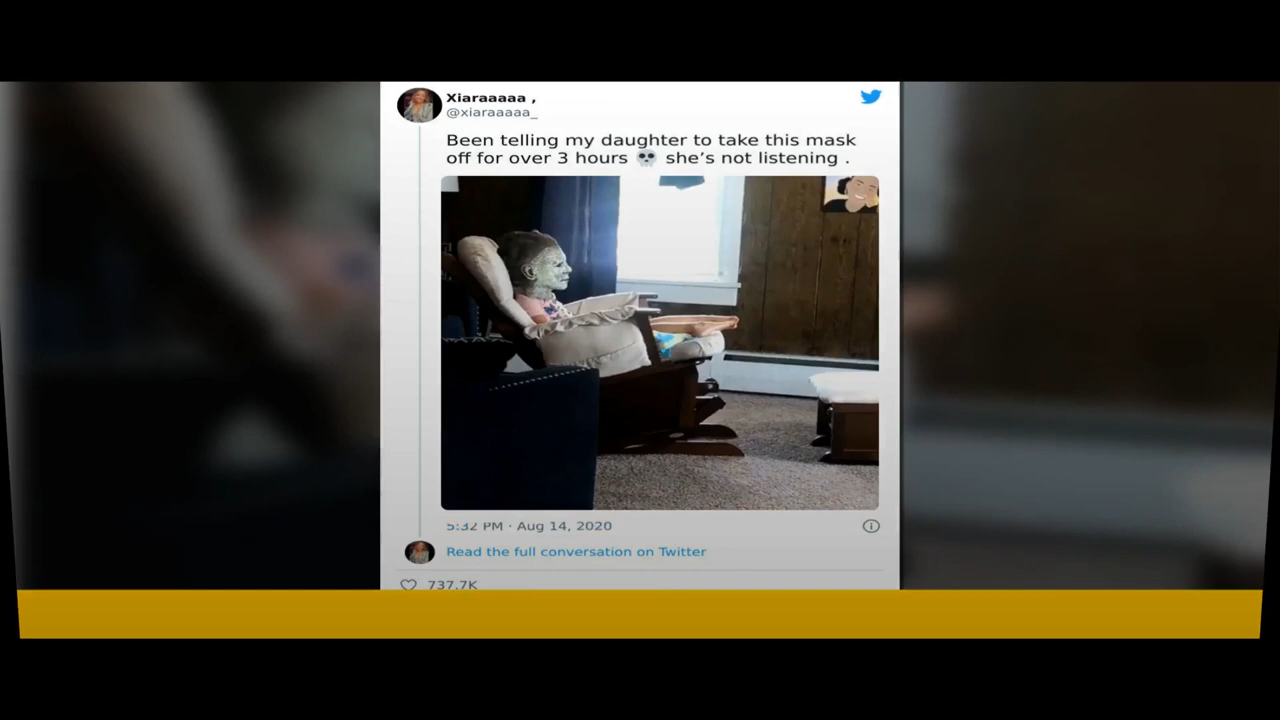 Xiaraaaaa ,
@xiaraaaaa_
Been telling my daughter to take this mask
off for over 3 hours 💀 she’s not listening .
5:32 PM · Aug 14, 2020
Read the full conversation on Twitter
737.7K